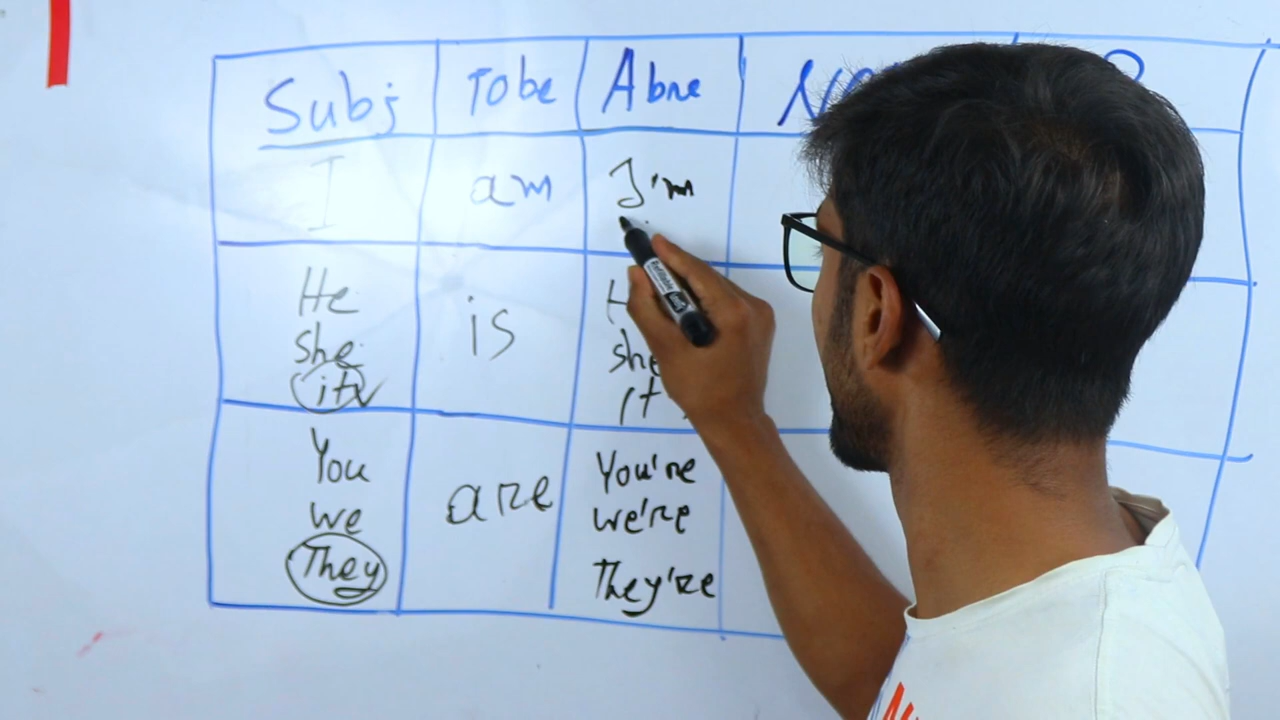 Subj To be Abre
I am I'm
He
she is she
it it
You You're
we are we're
They They're